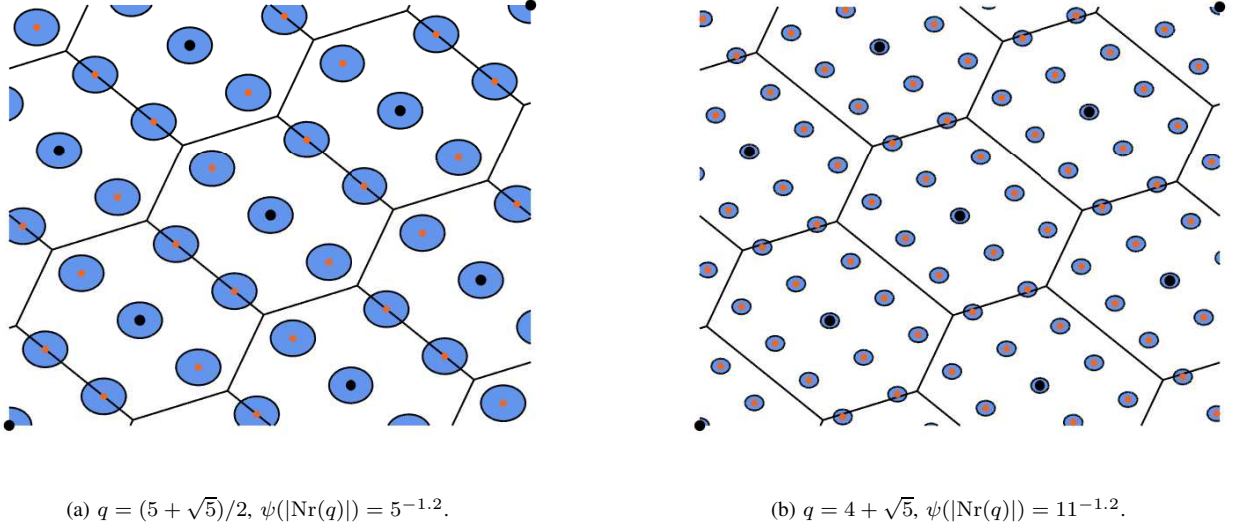 (a) q = (5 + √5)/2, ψ(|Nr(q)|) = 5^{−1.2}.
(b) q = 4 + √5, ψ(|Nr(q)|) = 11^{−1.2}.